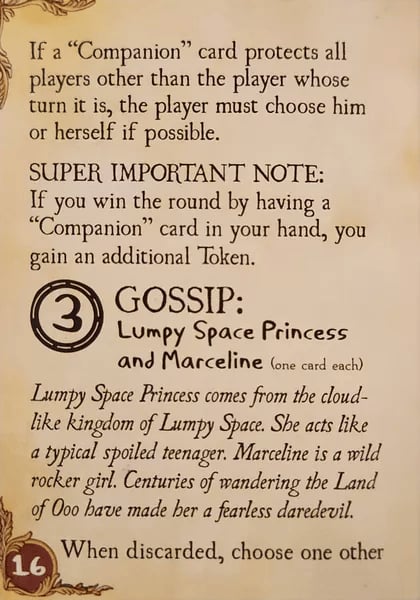 If a “Companion” card protects all
players other than the player whose
turn it is, the player must choose him
or herself if possible.
SUPER IMPORTANT NOTE:
If you win the round by having a
“Companion” card in your hand, you
gain an additional Token.
3 GOSSIP:
Lumpy Space Princess
and Marceline (one card each)
Lumpy Space Princess comes from the cloud-
like kingdom of Lumpy Space. She acts like
a typical spoiled teenager. Marceline is a wild
rocker girl. Centuries of wandering the Land
of Ooo have made her a fearless daredevil.
When discarded, choose one other
16